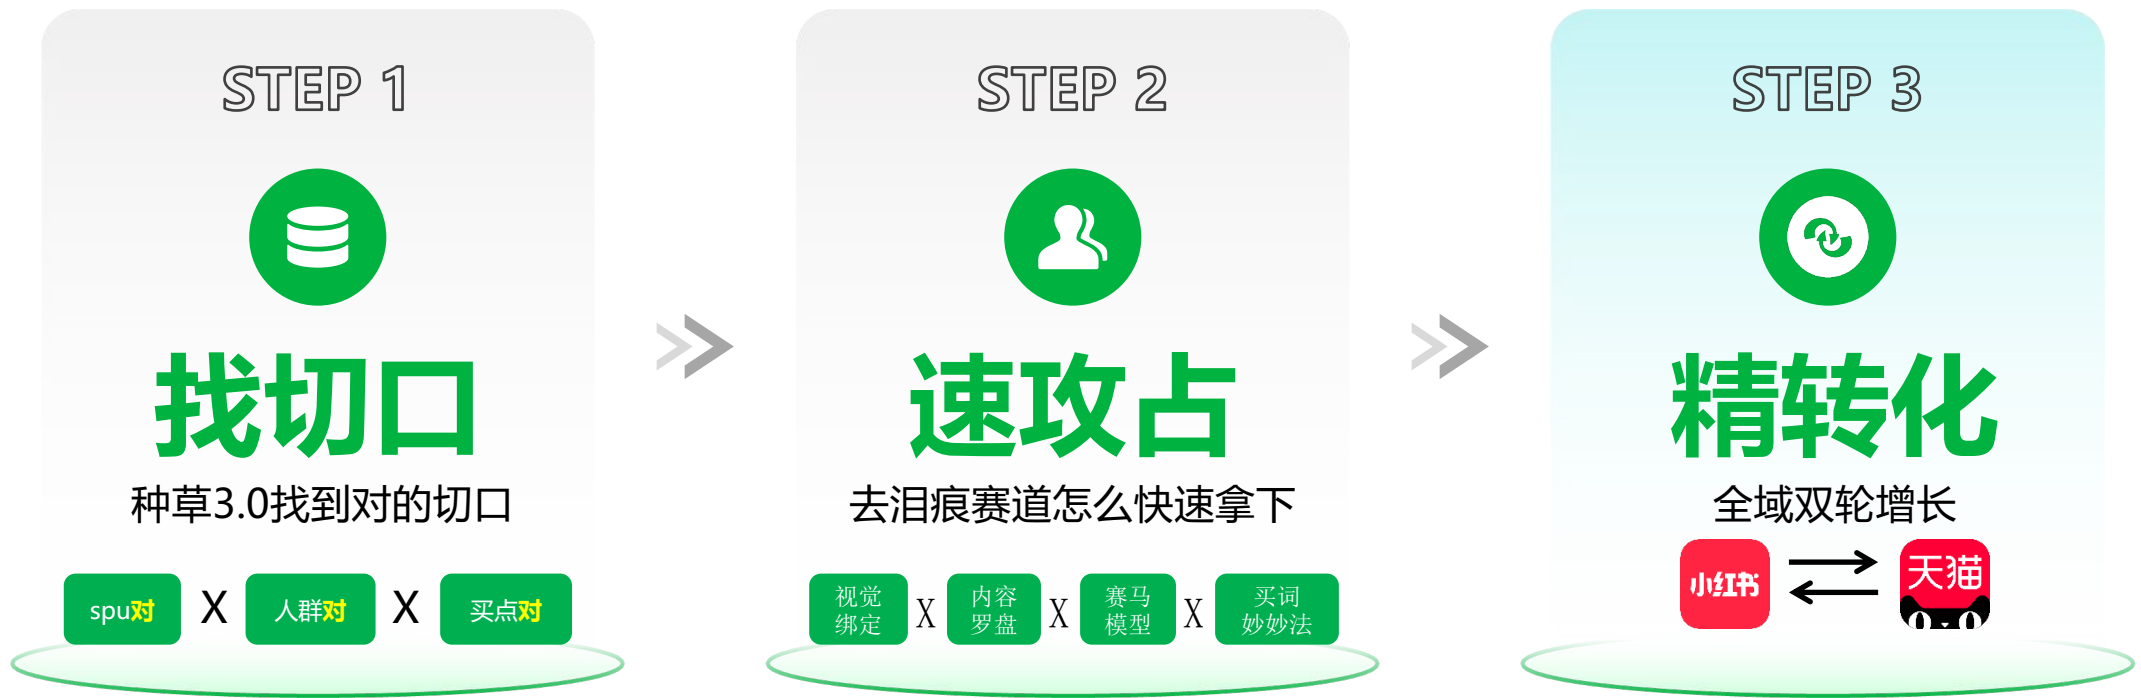 STEP 1
找切口
种草3.0找到对的切口
spu对 X 人群对 X 买点对
STEP 2
速攻占
去泪痕赛道怎么快速拿下
视觉
绑定
X
内容
罗盘
X
赛马
模型
X
买词
妙妙法
STEP 3
精转化
全域双轮增长
小红书
天猫